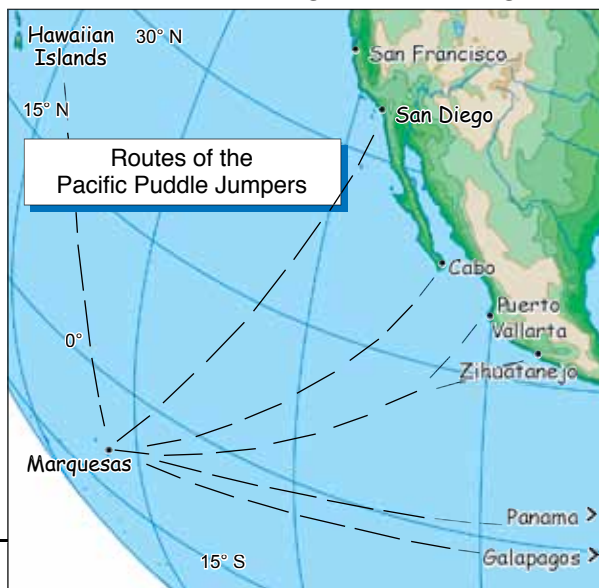 Hawaiian
Islands
30° N
San Francisco
15° N
San Diego
Routes of the
Pacific Puddle Jumpers
Cabo
Puerto
Vallarta
0°
Zihuatanejo
Marquesas
Panama >
15° S
Galapagos >